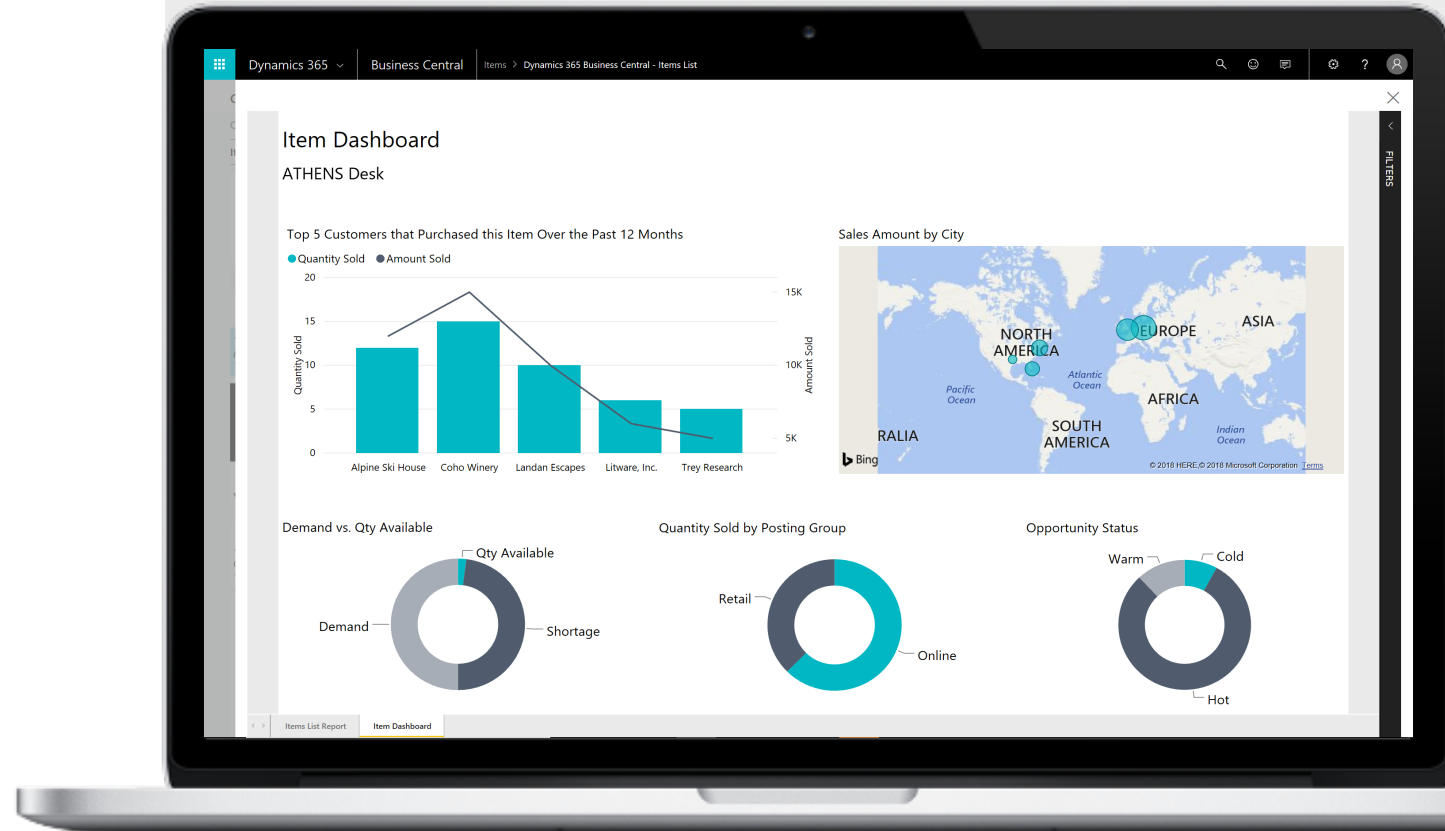 Dynamics 365
Business Central
Items > Dynamics 365 Business Central - Items List
?
FILTERS
Item Dashboard
ATHENS Desk
Top 5 Customers that Purchased this Item Over the Past 12 Months
Quantity Sold
Amount Sold
20
15
10
5
0
Quantity Sold
15K
10K
5K
Amount Sold
Alpine Ski House
Coho Winery
Landan Escapes
Litware, Inc.
Trey Research
Sales Amount by City
NORTH
AMERICA
EUROPE
ASIA
Pacific
Ocean
Atlantic
Ocean
AFRICA
RALIA
SOUTH
AMERICA
Indian
Ocean
Bing
© 2018 HERE,© 2018 Microsoft Corporation Terms
Demand vs. Qty Available
Qty Available
Demand
Shortage
Quantity Sold by Posting Group
Retail
Online
Opportunity Status
Warm
Cold
Hot
Items List Report
Item Dashboard